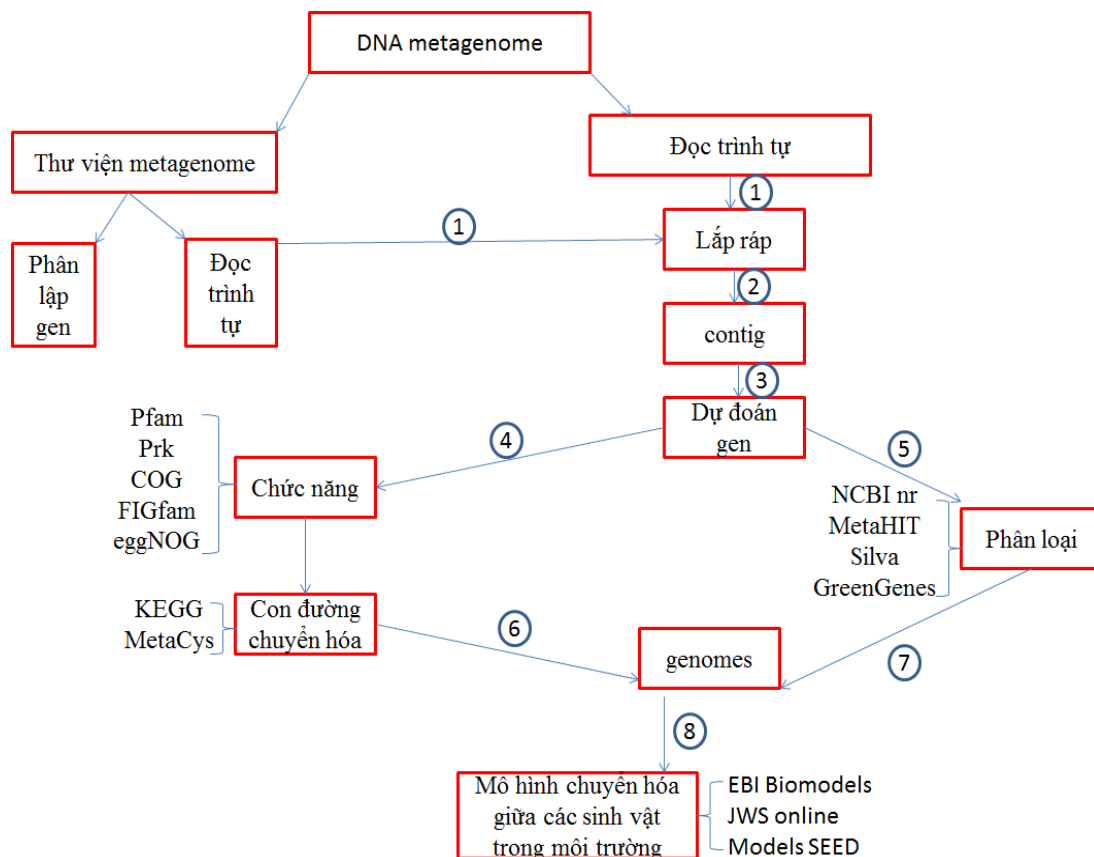 DNA metagenome
Thư viện metagenome
Đọc trình tự
1
1
Phân
lập
gen
Đọc
trình
tự
Lắp ráp
2
contig
3
Dự đoán
gen
4
5
Pfam
Prk
COG
FIGfam
eggNOG
Chức năng
NCBI nr
MetaHIT
Silva
GreenGenes
Phân loại
KEGG
MetaCys
Con đường
chuyển hóa
6
genomes
7
8
Mô hình chuyển hóa
giữa các sinh vật
trong môi trường
EBI Biomodels
JWS online
Models SEED